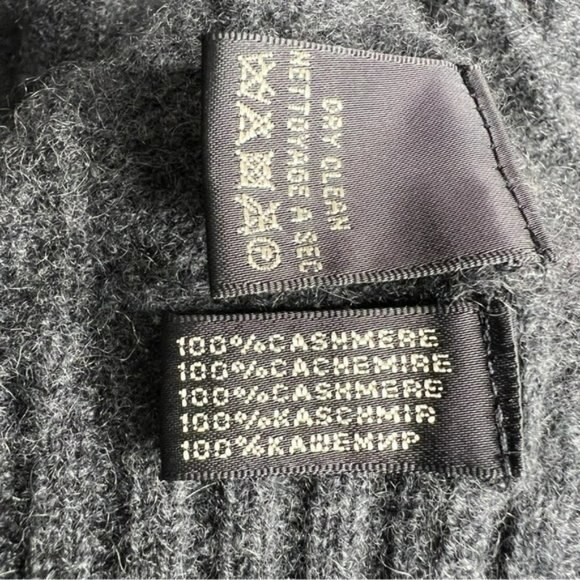 DRY CLEAN
NETTOYAGE A SEC
P
100%CASHMERE
100%CACHEMIRE
100%CASHMERE
100%KASCHMIR
100%КАШЕМИР